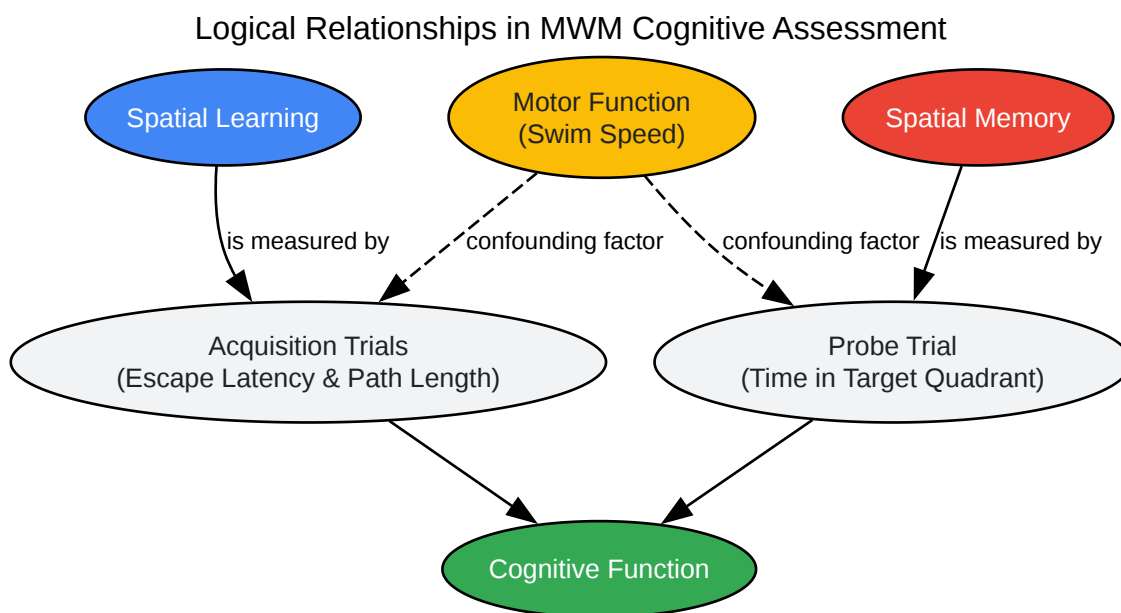 Logical Relationships in MWM Cognitive Assessment
Spatial Learning
Motor Function
(Swim Speed)
Spatial Memory
is measured by
confounding factor
confounding factor
is measured by
Acquisition Trials
(Escape Latency & Path Length)
Probe Trial
(Time in Target Quadrant)
Cognitive Function